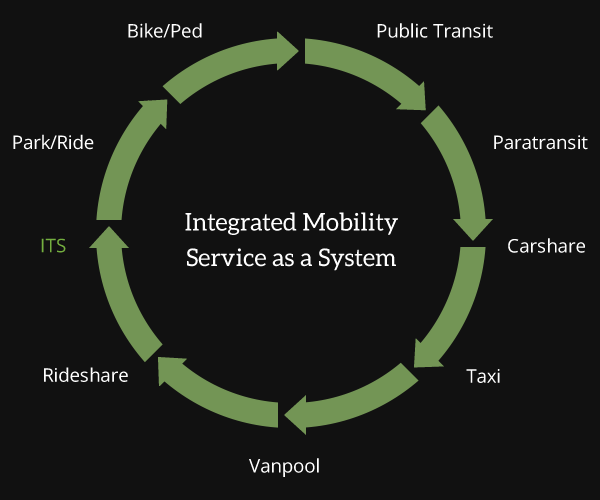 Bike/Ped
Public Transit
Park/Ride
Paratransit
Integrated Mobility
Service as a System
ITS
Carshare
Rideshare
Taxi
Vanpool